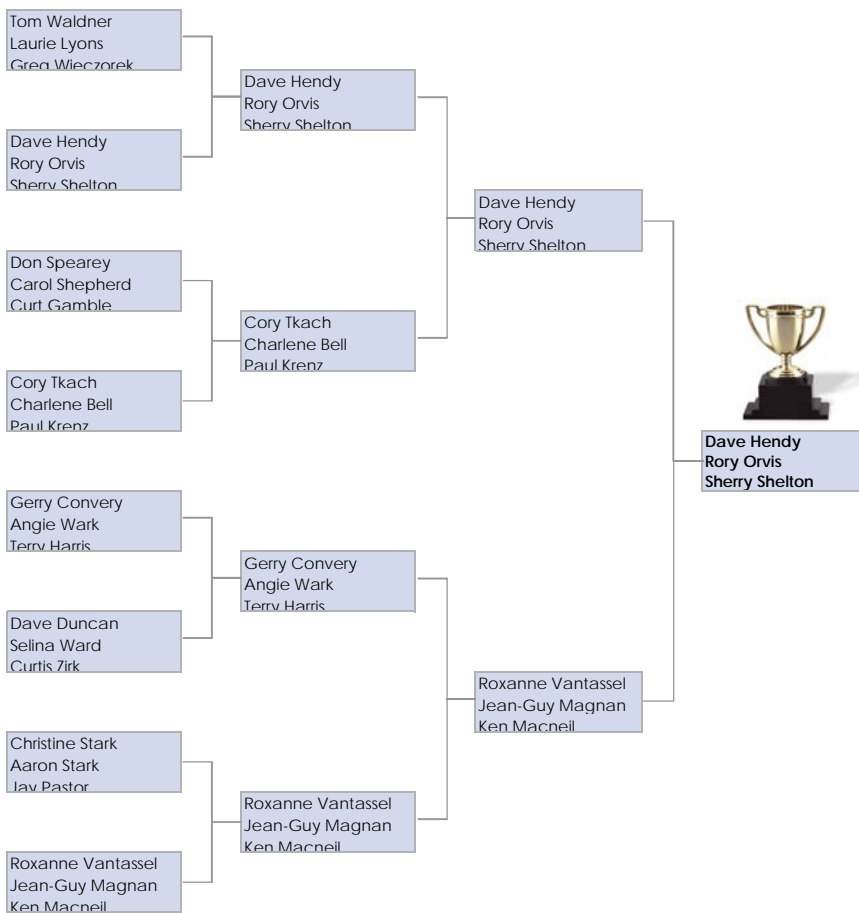 Tom Waldner
Laurie Lyons
Greg Wieczorek
Dave Hendy
Rory Orvis
Sherry Shelton
Don Spearey
Carol Shepherd
Curt Gamble
Cory Tkach
Charlene Bell
Paul Krenz
Gerry Convery
Angie Wark
Terry Harris
Dave Duncan
Selina Ward
Curtis Zirk
Christine Stark
Aaron Stark
Jay Pastor
Roxanne Vantassel
Jean-Guy Magnan
Ken Macneil
Dave Hendy
Rory Orvis
Sherry Shelton
Cory Tkach
Charlene Bell
Paul Krenz
Gerry Convery
Angie Wark
Terry Harris
Roxanne Vantassel
Jean-Guy Magnan
Ken Macneil
Dave Hendy
Rory Orvis
Sherry Shelton
Roxanne Vantassel
Jean-Guy Magnan
Ken Macneil
Dave Hendy
Rory Orvis
Sherry Shelton